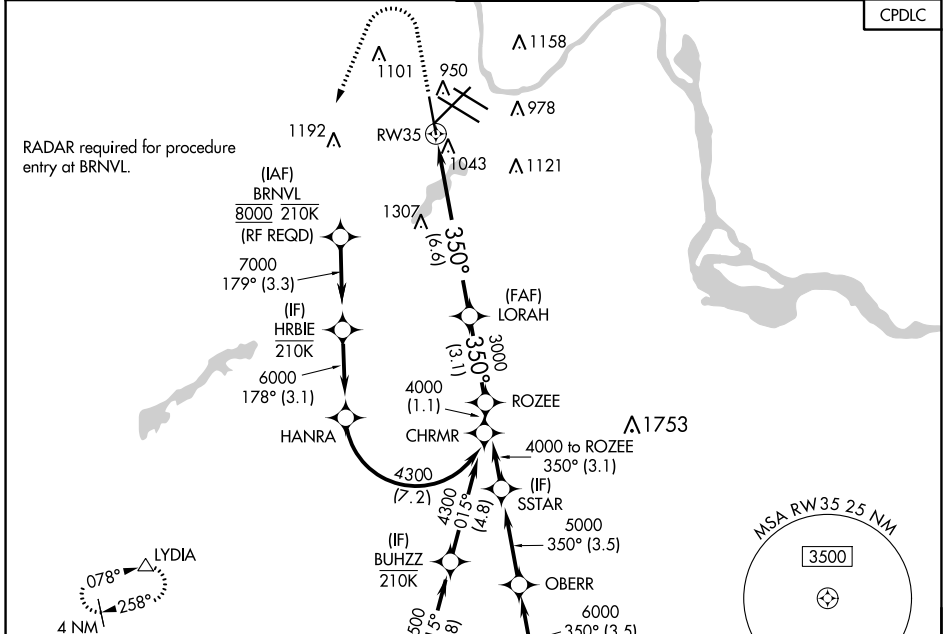 CPDLC
1158
1101
950
978
1192
RW35
1043
1121
RADAR required for procedure
entry at BRNVL.
(IAF)
BRNVL
8000 210K
(RF REQD)
1307
350°
(6.6)
7000
179° (3.3)
(FAF)
LORAH
(IF)
HRBIE
210K
3000
350°
(3.1)
6000
178° (3.1)
4000
(1.1)
ROZEE
HANRA
CHRMR
1753
4000 to ROZEE
350° (3.1)
4300
(7.2)
(IF)
SSTAR
4300
015°
(4.8)
MSA RW35 25 NM
3500
5000
350° (3.5)
(IF)
BUHZZ
210K
OBERR
LYDIA
078°
258°
4 NM
6000
350° (3.5)